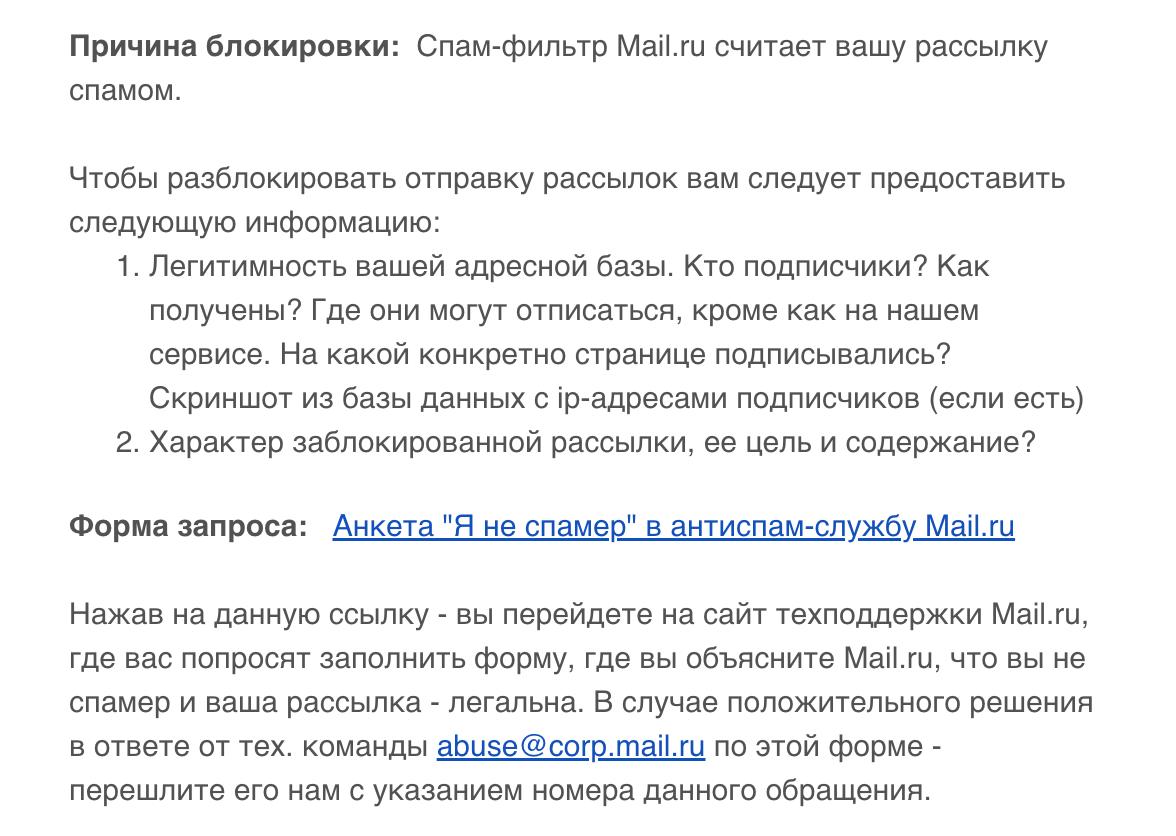 Причина блокировки: Спам-фильтр Mail.ru считает вашу рассылку
спамом.
Чтобы разблокировать отправку рассылок вам следует предоставить
следующую информацию:
1. Легитимность вашей адресной базы. Кто подписчики? Как
получены? Где они могут отписаться, кроме как на нашем
сервисе. На какой конкретно странице подписывались?
Скриншот из базы данных с ip-адресами подписчиков (если есть)
2. Характер заблокированной рассылки, ее цель и содержание?
Форма запроса: Анкета "Я не спамер" в антиспам-службу Mail.ru
Нажав на данную ссылку - вы перейдете на сайт техподдержки Mail.ru,
где вас попросят заполнить форму, где вы объясните Mail.ru, что вы не
спамер и ваша рассылка - легальна. В случае положительного решения
в ответе от тех. команды abuse@corp.mail.ru по этой форме -
перешлите его нам с указанием номера данного обращения.